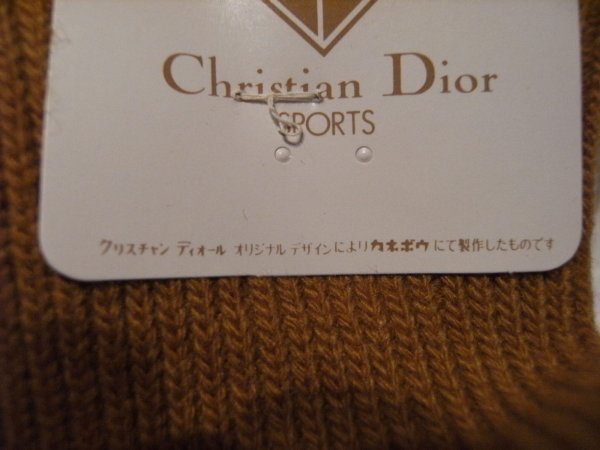 Christian Dior
SPORTS
クリスチャン ディオール オリジナル デザインにより カネボウ にて製作したものです